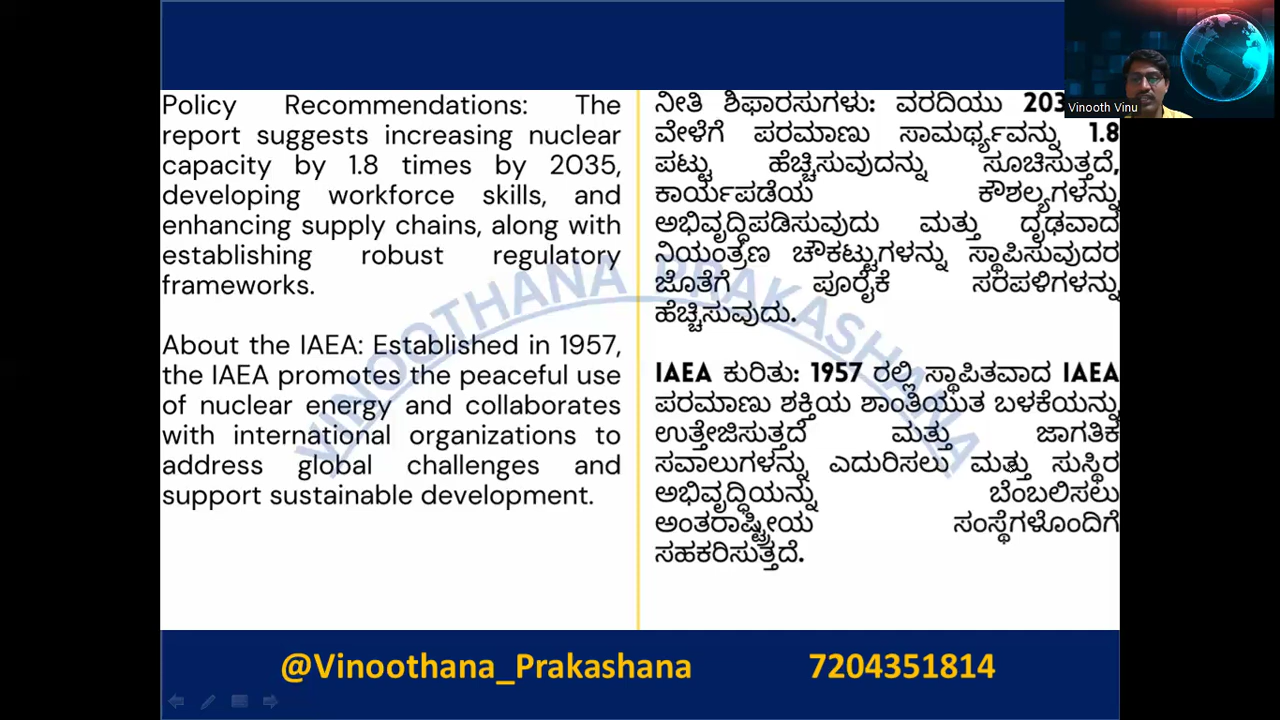 Policy Recommendations: The
report suggests increasing nuclear
capacity by 1.8 times by 2035,
developing workforce skills, and
enhancing supply chains, along with
establishing robust regulatory
frameworks.
About the IAEA: Established in 1957,
the IAEA promotes the peaceful use
of nuclear energy and collaborates
with international organizations to
address global challenges and
support sustainable development.
ನೀತಿ ಶಿಫಾರಸುಗಳು: ವರದಿಯು 203
ವೇಳೆಗೆ ಪರಮಾಣು ಸಾಮರ್ಥ್ಯವನ್ನು 1.8
ಪಟ್ಟು ಹೆಚ್ಚಿಸುವುದನ್ನು ಸೂಚಿಸುತ್ತದೆ,
ಕಾರ್ಯಪಡೆಯ ಕೌಶಲ್ಯಗಳನ್ನು
ಅಭಿವೃದ್ಧಿಪಡಿಸುವುದು ಮತ್ತು ದೃಢವಾದ
ನಿಯಂತ್ರಣ ಚೌಕಟ್ಟುಗಳನ್ನು ಸ್ಥಾಪಿಸುವುದರ
ಜೊತೆಗೆ ಪೂರೈಕೆ ಸರಪಳಿಗಳನ್ನು
ಹೆಚ್ಚಿಸುವುದು.
IAEA ಕುರಿತು: 1957 ರಲ್ಲಿ ಸ್ಥಾಪಿತವಾದ IAEA
ಪರಮಾಣು ಶಕ್ತಿಯ ಶಾಂತಿಯುತ ಬಳಕೆಯನ್ನು
ಉತ್ತೇಜಿಸುತ್ತದೆ ಮತ್ತು ಜಾಗತಿಕ
ಸವಾಲುಗಳನ್ನು ಎದುರಿಸಲು ಮತ್ತು ಸುಸ್ಥಿರ
ಅಭಿವೃದ್ಧಿಯನ್ನು ಬೆಂಬಲಿಸಲು
ಅಂತರಾಷ್ಟ್ರೀಯ ಸಂಸ್ಥೆಗಳೊಂದಿಗೆ
ಸಹಕರಿಸುತ್ತದೆ.
VINOOTHANA PRAKASHANA
Vinooth Vinu
@Vinoothana_Prakashana 7204351814